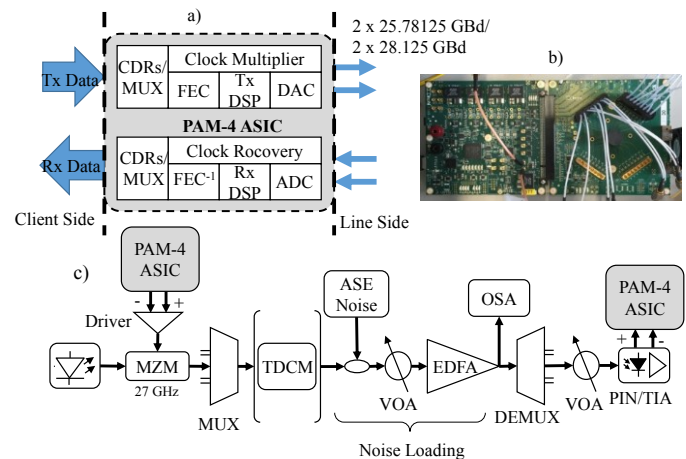 a)
2 x 25.78125 GBd/
2 x 28.125 GBd
b)
Tx Data
CDRs/
MUX
Clock Multiplier
FEC
Tx
DSP
DAC
PAM-4 ASIC
Rx Data
CDRs/
MUX
Clock Rocovery
FEC-1
Rx
DSP
ADC
Client Side
Line Side
c)
PAM-4
ASIC
- +
Driver
MZM
27 GHz
MUX
TDCM
ASE
Noise
VOA
EDFA
OSA
DEMUX
VOA
PAM-4
ASIC
+ -
PIN/TIA
Noise Loading